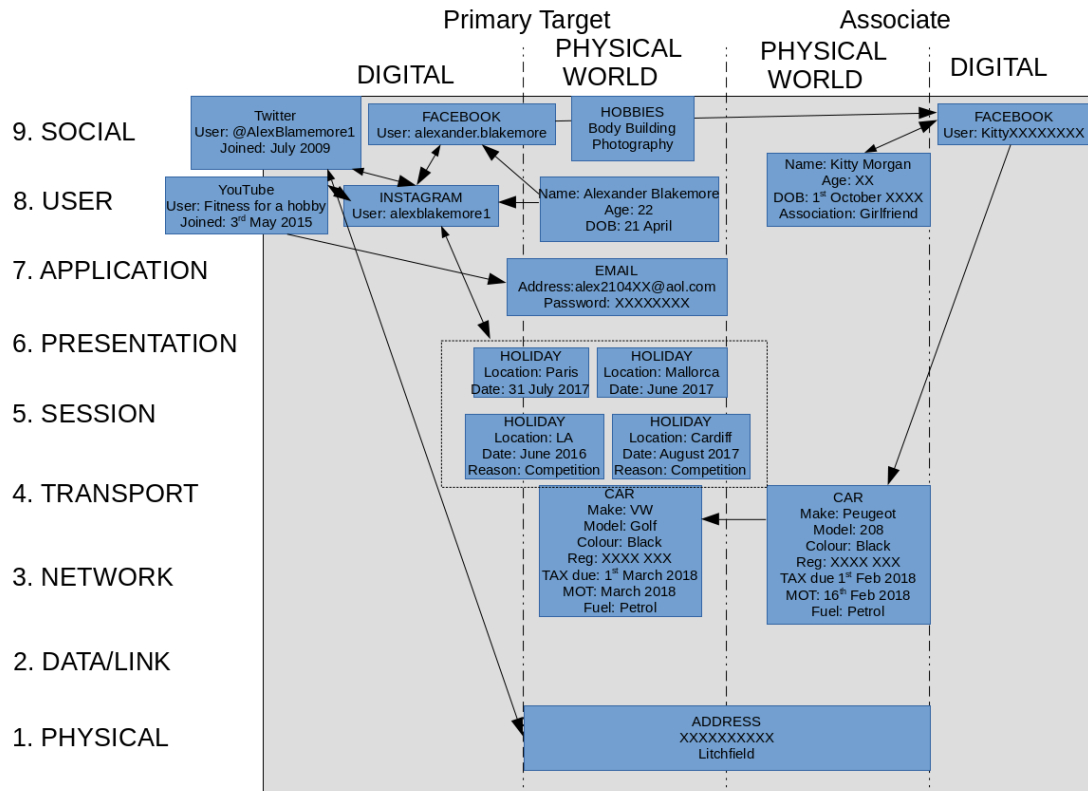 Primary Target
Associate
DIGITAL
PHYSICAL
WORLD
PHYSICAL
WORLD
DIGITAL
9. SOCIAL
Twitter
User: @AlexBlamemore1
Joined: July 2009
FACEBOOK
User: alexander.blakemore
HOBBIES
Body Building
Photography
FACEBOOK
User: KittyXXXXXXXX
8. USER
YouTube
User: Fitness for a hobby
Joined: 3rd May 2015
INSTAGRAM
User: alexblakemore1
Name: Alexander Blakemore
Age: 22
DOB: 21 April
Name: Kitty Morgan
Age: XX
DOB: 1st October XXXX
Association: Girlfriend
7. APPLICATION
EMAIL
Address:alex2104XX@aol.com
Password: XXXXXXXX
6. PRESENTATION
HOLIDAY
Location: Paris
Date: 31 July 2017
HOLIDAY
Location: Mallorca
Date: June 2017
5. SESSION
HOLIDAY
Location: LA
Date: June 2016
Reason: Competition
HOLIDAY
Location: Cardiff
Date: August 2017
Reason: Competition
4. TRANSPORT
CAR
Make: VW
Model: Golf
Colour: Black
Reg: XXXX XXX
TAX due: 1st March 2018
MOT: March 2018
Fuel: Petrol
CAR
Make: Peugeot
Model: 208
Colour: Black
Reg: XXXX XXX
TAX due 1st Feb 2018
MOT: 16th Feb 2018
Fuel: Petrol
3. NETWORK
2. DATA/LINK
1. PHYSICAL
ADDRESS
XXXXXXXXXX
Litchfield